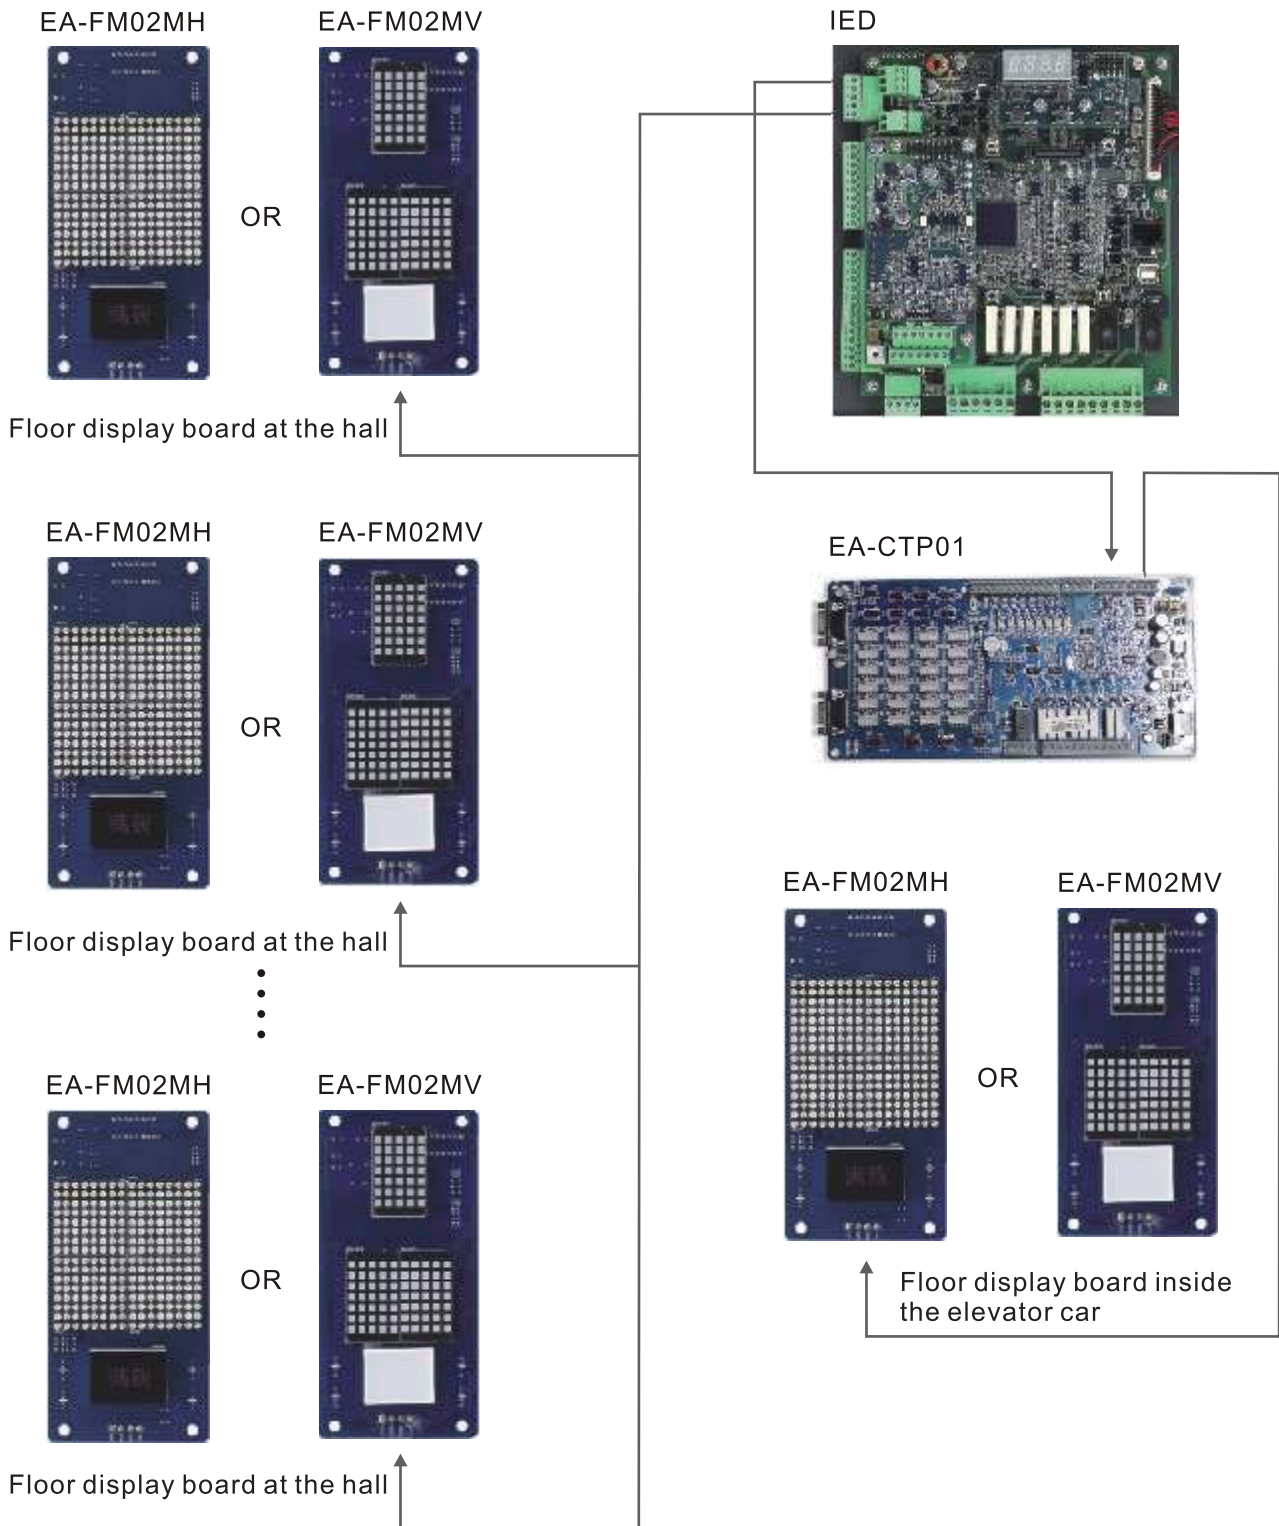 EA-FM02MH
EA-FM02MV
IED
OR
Floor display board at the hall
EA-FM02MH
EA-FM02MV
EA-CTP01
OR
EA-FM02MH
EA-FM02MV
Floor display board at the hall
EA-FM02MH
EA-FM02MV
OR
OR
Floor display board inside
the elevator car
Floor display board at the hall